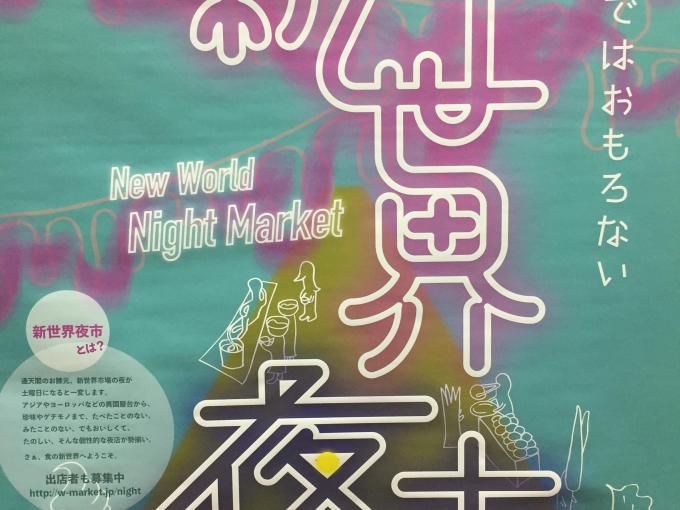 ではおもろない
新世界夜市
New World
Night Market
新世界夜市
とは?
通天閣のお膝元、新世界市場の夜が
土曜日になると一変します。
アジアやヨーロッパなどの異国屋台から、
珍味やゲテモノまで、たべたことのない、
みたことのない、でもおいしくて、
たのしい、そんな個性的な夜店が勢揃い。
さぁ、食の新世界へようこそ。
出店者も募集中
http://w-market.jp/night